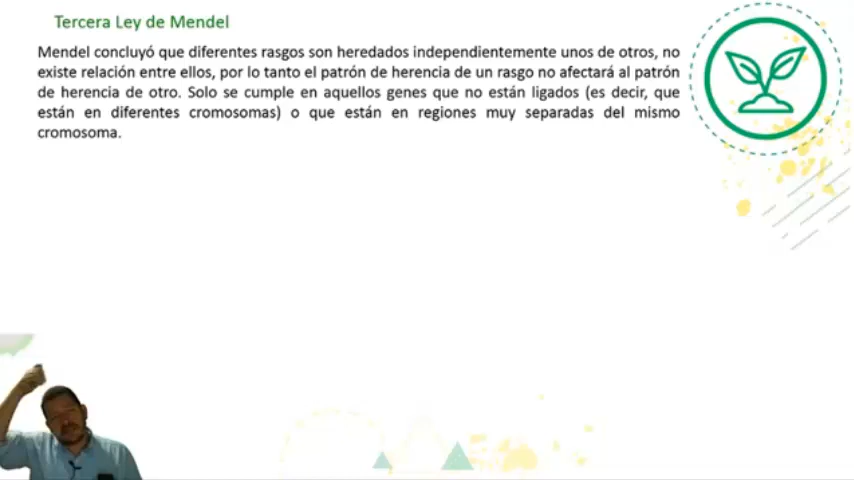 Tercera Ley de Mendel
Mendel concluyó que diferentes rasgos son heredados independientemente unos de otros, no
existe relación entre ellos, por lo tanto el patrón de herencia de un rasgo no afectará al patrón
de herencia de otro. Solo se cumple en aquellos genes que no están ligados (es decir, que
están en diferentes cromosomas) o que están en regiones muy separadas del mismo
cromosoma.